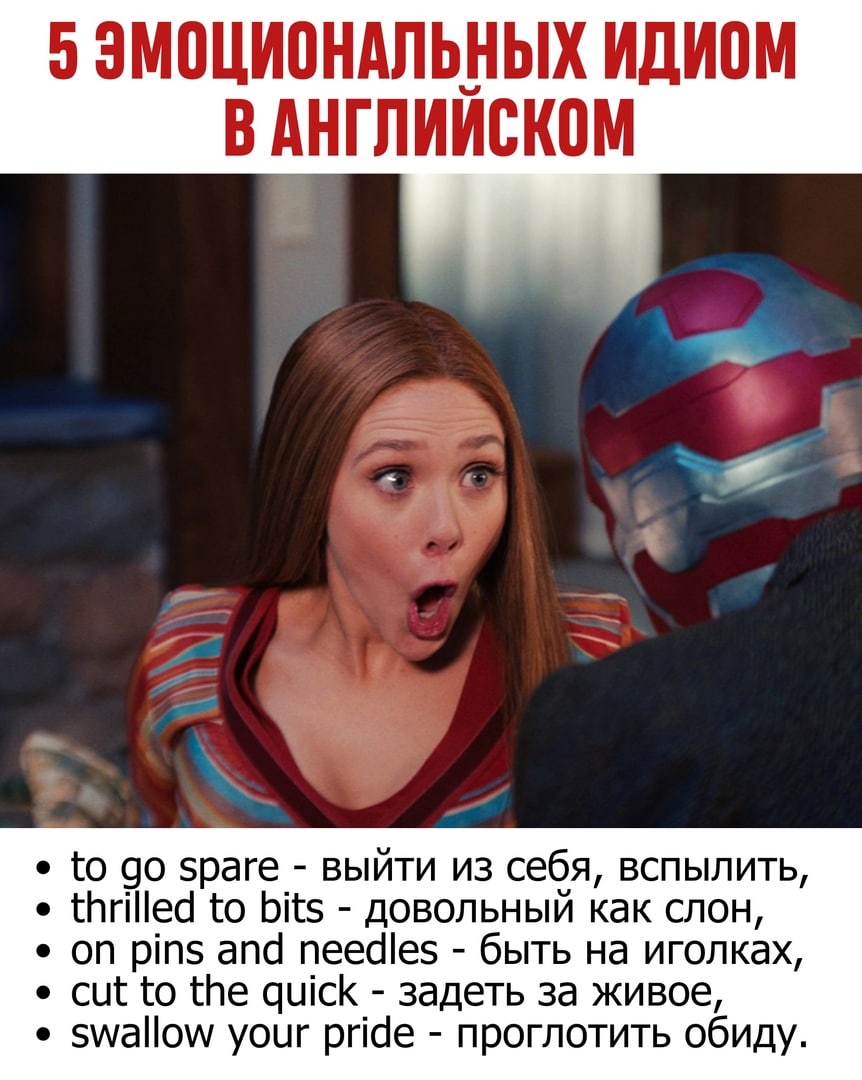 5 ЭМОЦИОНАЛЬНЫХ ИДИОМ
В АНГЛИЙСКОМ
• to go spare - выйти из себя, вспылить,
• thrilled to bits - довольный как слон,
• on pins and needles - быть на иголках,
• cut to the quick - задеть за живое,
• swallow your pride - проглотить обиду.